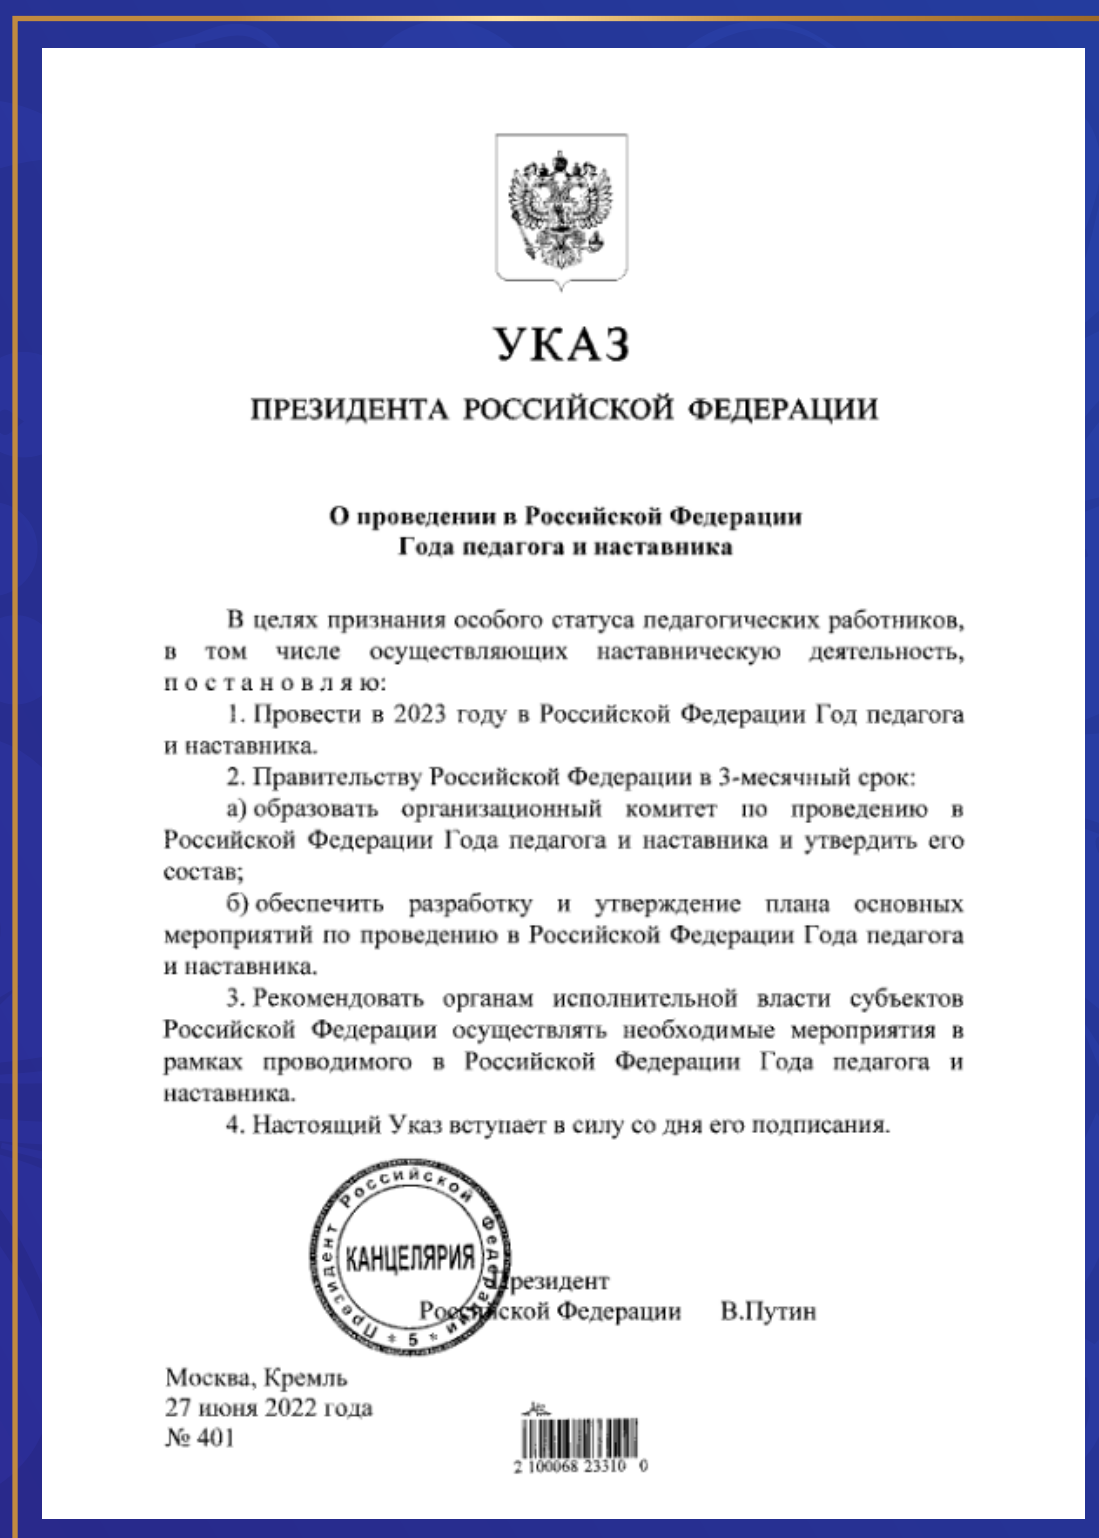 УКАЗ
ПРЕЗИДЕНТА РОССИЙСКОЙ ФЕДЕРАЦИИ
О проведении в Российской Федерации
Года педагога и наставника
В целях признания особого статуса педагогических работников,
в том числе осуществляющих наставническую деятельность,
п о с т а н о в л я ю:
1. Провести в 2023 году в Российской Федерации Год педагога
и наставника.
2. Правительству Российской Федерации в 3-месячный срок:
а) образовать организационный комитет по проведению в
Российской Федерации Года педагога и наставника и утвердить его
состав;
б) обеспечить разработку и утверждение плана основных
мероприятий по проведению в Российской Федерации Года педагога
и наставника.
3. Рекомендовать органам исполнительной власти субъектов
Российской Федерации осуществлять необходимые мероприятия в
рамках проводимого в Российской Федерации Года педагога и
наставника.
4. Настоящий Указ вступает в силу со дня его подписания.
Президент Российской Федерации * 5 *
КАНЦЕЛЯРИЯ
Президент
Российской Федерации В.Путин
Москва, Кремль
27 июня 2022 года
№ 401
2 100068 23310 0